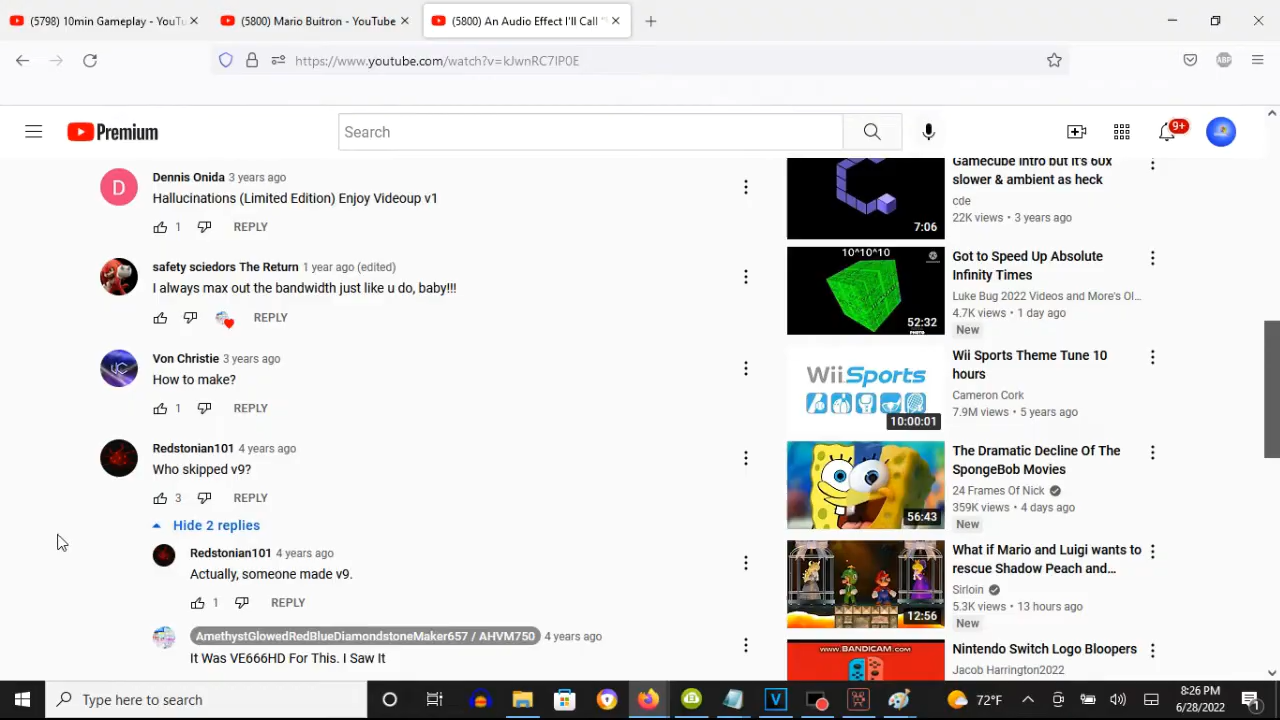 (5798) 10min Gameplay - YouTu
(5800) Mario Buitron - YouTube
(5800) An Audio Effect I'll Call "
https://www.youtube.com/watch?v=kJwnRC7IP0E
ABP
Premium
Search
9+
D
Dennis Onida 3 years ago
Hallucinations (Limited Edition) Enjoy Videoup v1
1 REPLY
safety sciedors The Return 1 year ago (edited)
I always max out the bandwidth just like u do, baby!!!
REPLY
Von Christie 3 years ago
How to make?
1 REPLY
Redstonian101 4 years ago
Who skipped v9?
3 REPLY
Hide 2 replies
Redstonian101 4 years ago
Actually, someone made v9.
1 REPLY
AmethystGlowedRedBlueDiamondstoneMaker657 / AHVM750 4 years ago
It Was VE666HD For This. I Saw It
Gamecube intro but it's 60x
slower & ambient as heck
cde
22K views • 3 years ago
7:06
10^10^10
52:32
Got to Speed Up Absolute
Infinity Times
Luke Bug 2022 Videos and More's Ol...
4.7K views • 1 day ago
New
Wii Sports
10:00:01
Wii Sports Theme Tune 10
hours
Cameron Cork
7.9M views • 5 years ago
56:43
The Dramatic Decline Of The
SpongeBob Movies
24 Frames Of Nick
359K views • 4 days ago
New
12:56
What if Mario and Luigi wants to
rescue Shadow Peach and...
Sirloin
5.3K views • 13 hours ago
New
www.BANDICAM.com
Nintendo Switch Logo Bloopers
Jacob Harrington2022
Type here to search
V
72°F
8:26 PM
6/28/2022
1